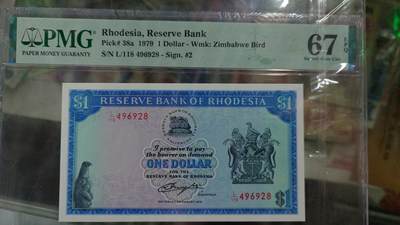 PMG
PAPER MONEY GUARANTY
Rhodesia, Reserve Bank
Pick# 38a 1979 1 Dollar - Wmk: Zimbabwe Bird
S/N L/118 496928 - Sign. #2
67 EPQ
$1 RESERVE BANK OF RHODESIA $1
496928
I promise to pay
the bearer on demand
ONE DOLLAR
FOR THE
RESERVE BANK OF RHODESIA
496928
$1